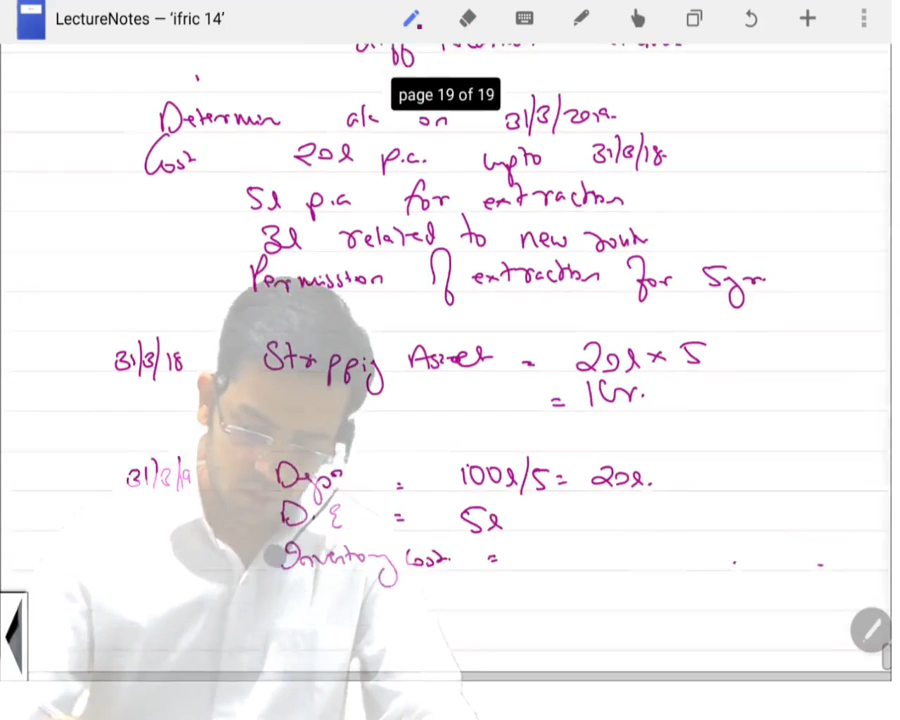 LectureNotes – 'ifric 14'
page 19 of 19
Determin a/c on 31/3/2019.
Cost 20l p.a. upto 31/3/18.
5l p.a for extraction
3l related to new
Permission of extraction for 5yr
31/3/18 Stripping Asset = 20l x 5
= 1Cr.
31/3/19 Depn = 100l/5 = 20l.
D.E = 5l
Inventory Cost =